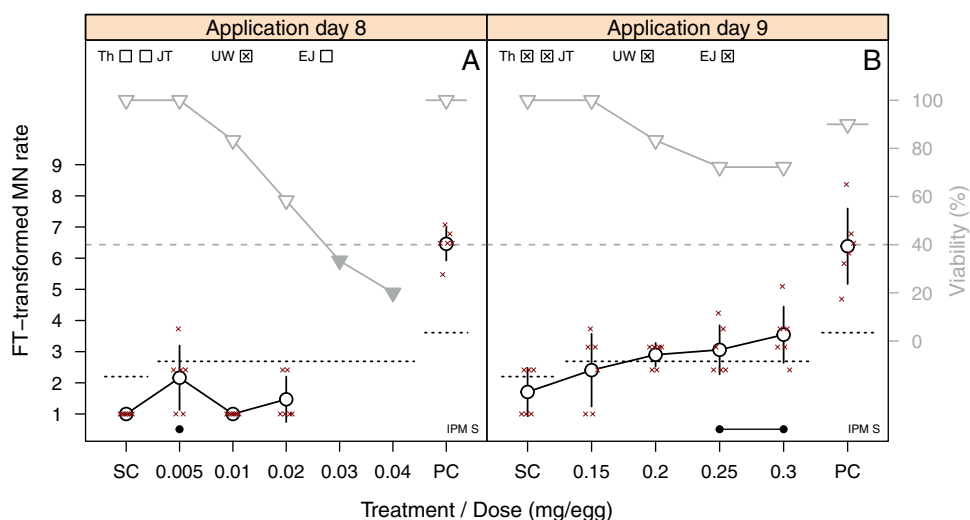 Application day 8
Application day 9
Th JT UW EJ A
Th JT UW EJ B
FT−transformed MN rate
9
8
7
6
5
4
3
2
1
100
80
60
40
20
0
Viability (%)
IPM S
IPM S
SC 0.005 0.01 0.02 0.03 0.04 PC
SC 0.15 0.2 0.25 0.3 PC
Treatment / Dose (mg/egg)